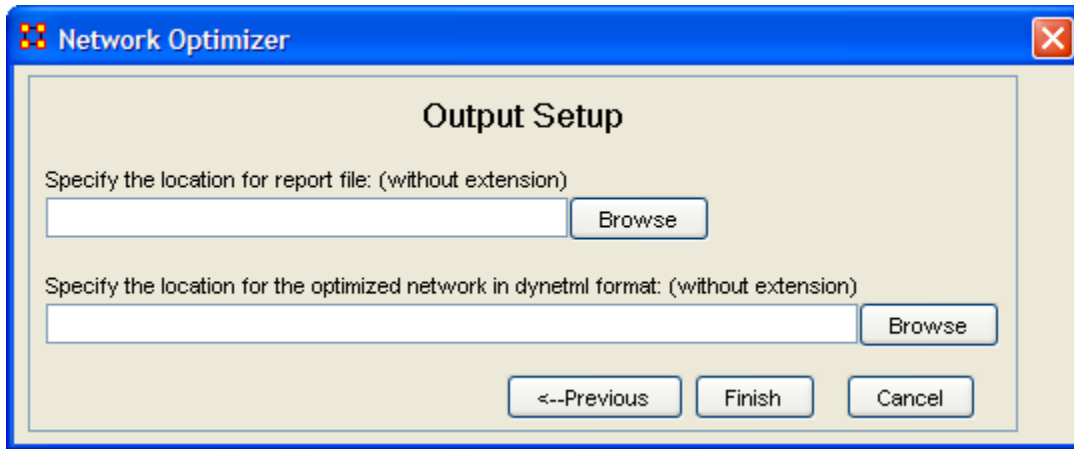 Network Optimizer
Output Setup
Specify the location for report file: (without extension)
Browse
Specify the location for the optimized network in dynetml format: (without extension)
Browse
<--Previous Finish Cancel